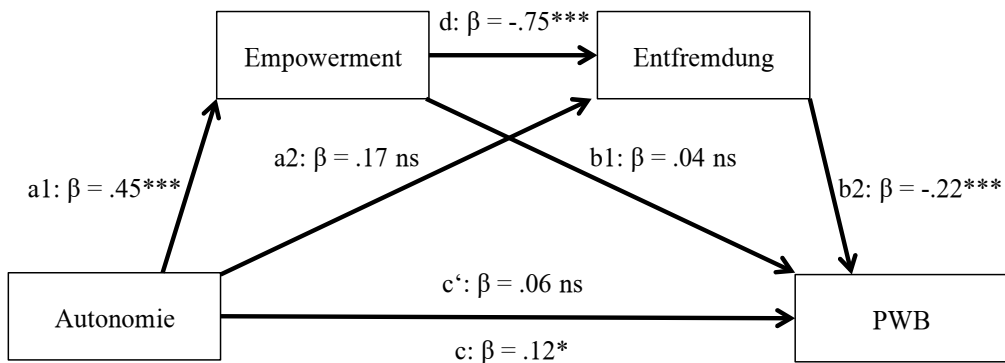 d: β = -.75***
Empowerment
Entfremdung
a2: β = .17 ns
b1: β = .04 ns
a1: β = .45***
b2: β = -.22***
c‘: β = .06 ns
Autonomie
PWB
c: β = .12*